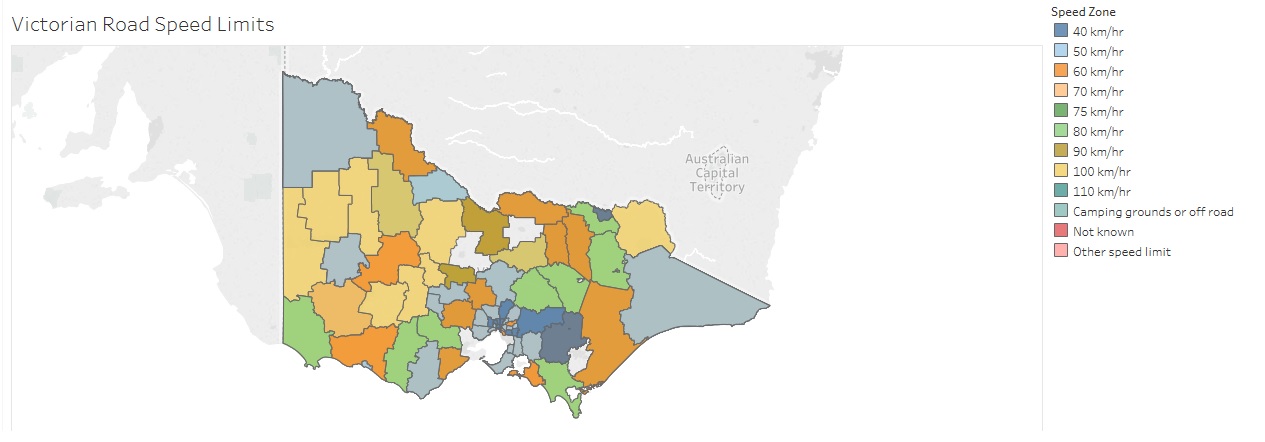 Victorian Road Speed Limits
Speed Zone
40 km/hr
50 km/hr
60 km/hr
70 km/hr
75 km/hr
80 km/hr
90 km/hr
100 km/hr
110 km/hr
Camping grounds or off road
Not known
Other speed limit
Australian
Capital
Territory